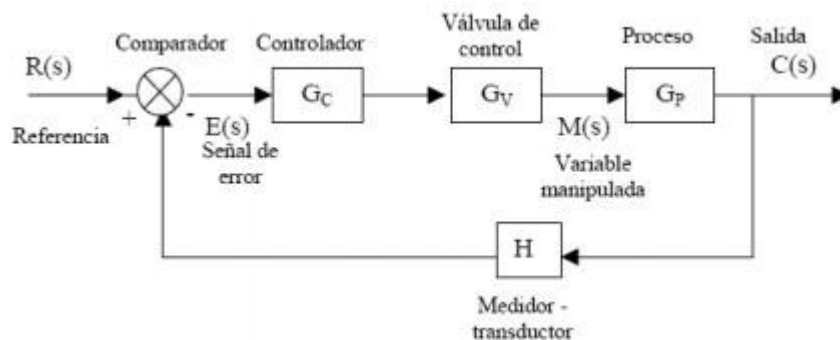 Comparador
Controlador
Válvula de
control
Proceso
Salida
R(s)
C(s)
G_C
G_V
G_P
+
-
Referencia
E(s)
Señal de
error
M(s)
Variable
manipulada
H
Medidor -
transductor